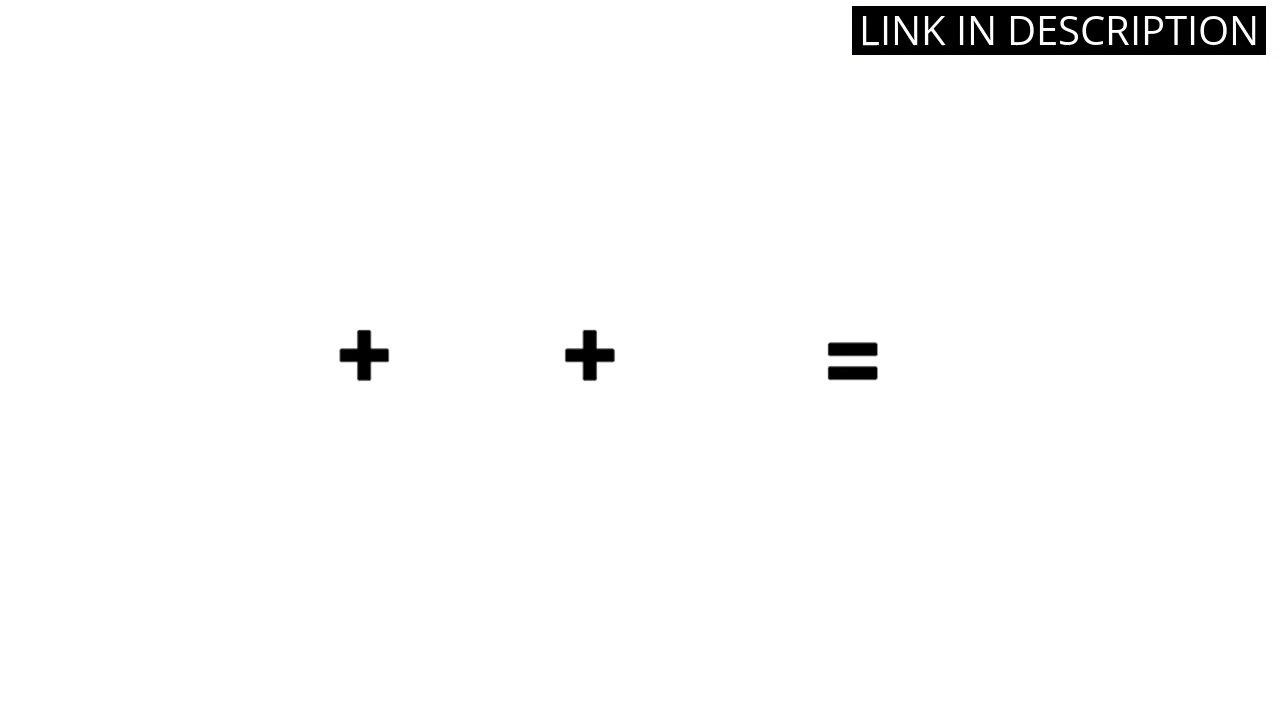 LINK IN DESCRIPTION
+ + =